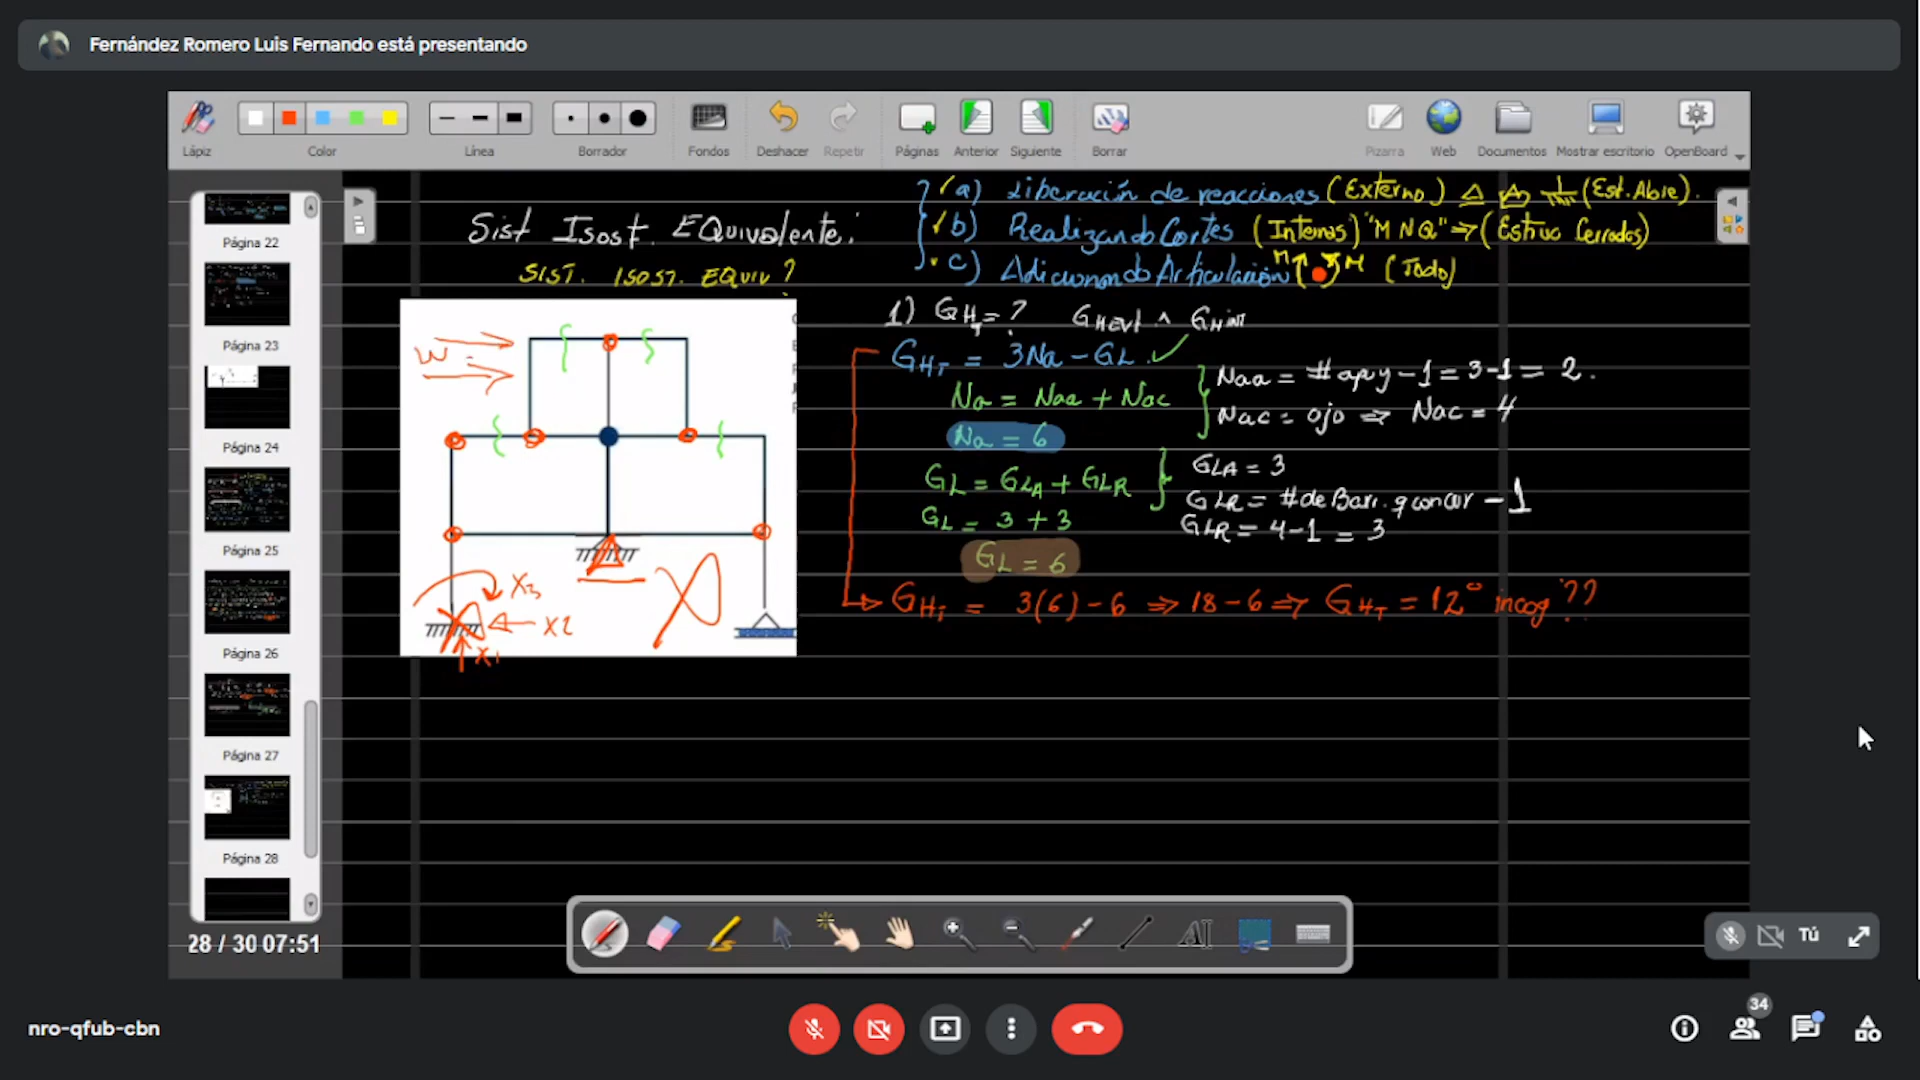 Fernández Romero Luis Fernando está presentando
Lápiz
Color
Línea
Borrador
Fondos
Deshacer
Repetir
Páginas
Anterior
Siguiente
Borrar
Pizarra
Web
Documentos
Mostrar escritorio
OpenBoard
Página 22
Página 23
Página 24
Página 25
Página 26
Página 27
Página 28
28 / 30 07:51
Sist Isost. EQuivalente:
SIST. ISOST. EQUIV ?
a) Liberación de reacciones (Externo) (Est. Abie).
b) Realizando Cortes (Internas) "M N Q" => (Estruc Cerradas)
c) Adicionando Articulación M M (Todo)
W
X3
X2
X1
1) GHT = ? GHext ^ GHint
GHT = 3Na - GL
Na = Naa + Nac
Naa = # apoy - 1 = 3-1 = 2.
Nac = ojo => Nac = 4
Na = 6
GL = GLA + GLR
GLA = 3
GLR = # de Barr. q concur - 1
GL = 3 + 3
GLR = 4-1 = 3
GL = 6
GHT = 3(6) - 6 => 18 - 6 => GHT = 12° incog ??
Tú
nro-qfub-cbn
34